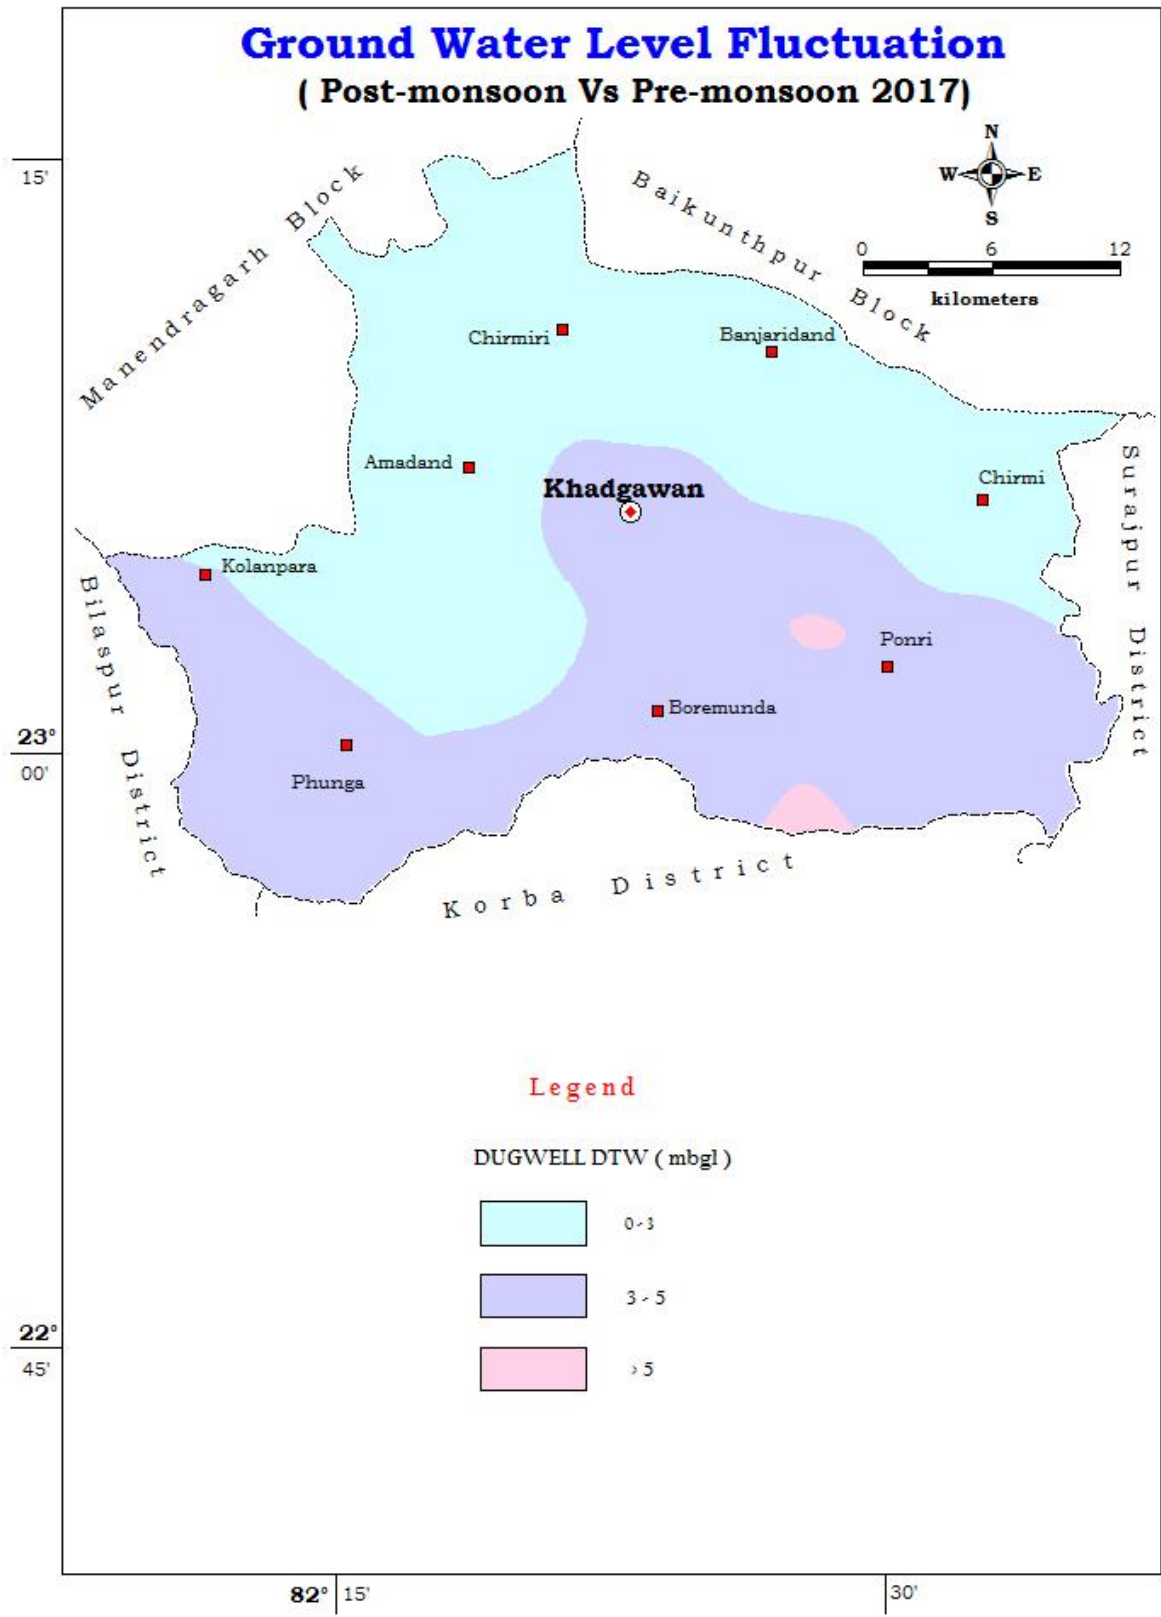 Ground Water Level Fluctuation
( Post-monsoon Vs Pre-monsoon 2017)
N
W E
S
15'
Manendragarh Block
Baikunthpur Block
0 6 12
kilometers
Chirmiri
Banjaridand
Amadand
Khadgawan
Chirmi
Surajpur District
Kolanpara
Bilaspur District
Ponri
Boremunda
23°
00'
Phunga
Korba District
Legend
DUGWELL DTW ( mbgl )
0 - 3
3 - 5
> 5
22°
45'
82° 15' 30'